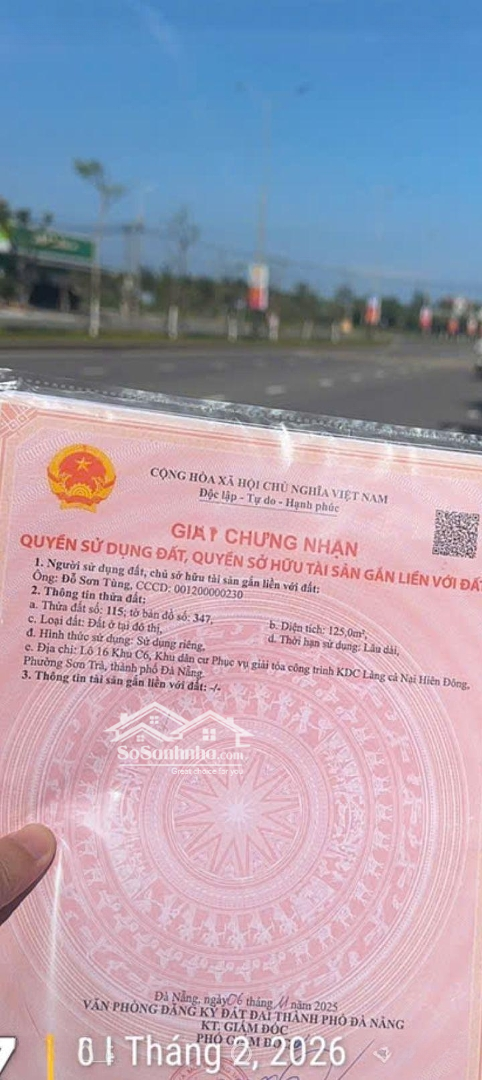 CỘNG HÒA XÃ HỘI CHỦ NGHĨA VIỆT NAM
Độc lập - Tự do - Hạnh phúc
GIẤY CHỨNG NHẬN
QUYỀN SỬ DỤNG ĐẤT, QUYỀN SỞ HỮU TÀI SẢN GẮN LIỀN VỚI ĐẤT
1. Người sử dụng đất, chủ sở hữu tài sản gắn liền với đất:
Ông: Đỗ Sơn Tùng, CCCD: 001200000230
2. Thông tin thửa đất:
a. Thửa đất số: 115; tờ bản đồ số: 347,
b. Diện tích: 125,0m²,
c. Loại đất: Đất ở tại đô thị,
d. Thời hạn sử dụng: Lâu dài,
đ. Hình thức sử dụng: Sử dụng riêng,
e. Địa chỉ: Lô 16 Khu C6, Khu dân cư Phục vụ giải tỏa công trình KDC Làng cá Nại Hiên Đông,
Phường Sơn Trà, thành phố Đà Nẵng.
3. Thông tin tài sản gắn liền với đất: -/-
SoSanhnha.com
Great choice for you
Đà Nẵng, ngày 06 tháng 11 năm 2025
VĂN PHÒNG ĐĂNG KÝ ĐẤT ĐAI THÀNH PHỐ ĐÀ NẴNG
KT. GIÁM ĐỐC
PHÓ GIÁM ĐỐC
Tháng 2, 2026